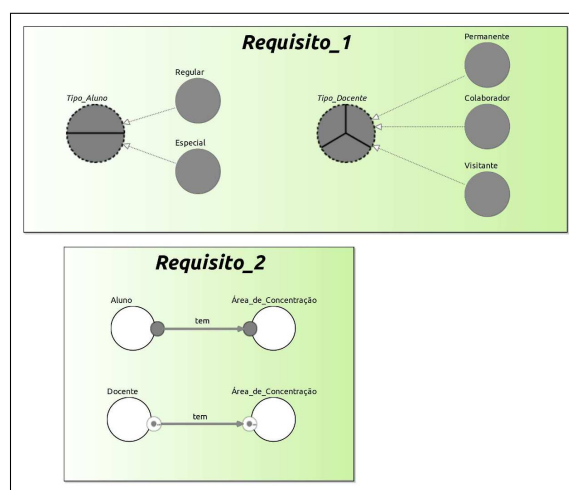 Requisito_1
Permanente
Regular
Tipo_Aluno
Tipo_Docente
Colaborador
Especial
Visitante
Requisito_2
Aluno
Área_de_Concentração
tem
Docente
Área_de_Concentração
tem